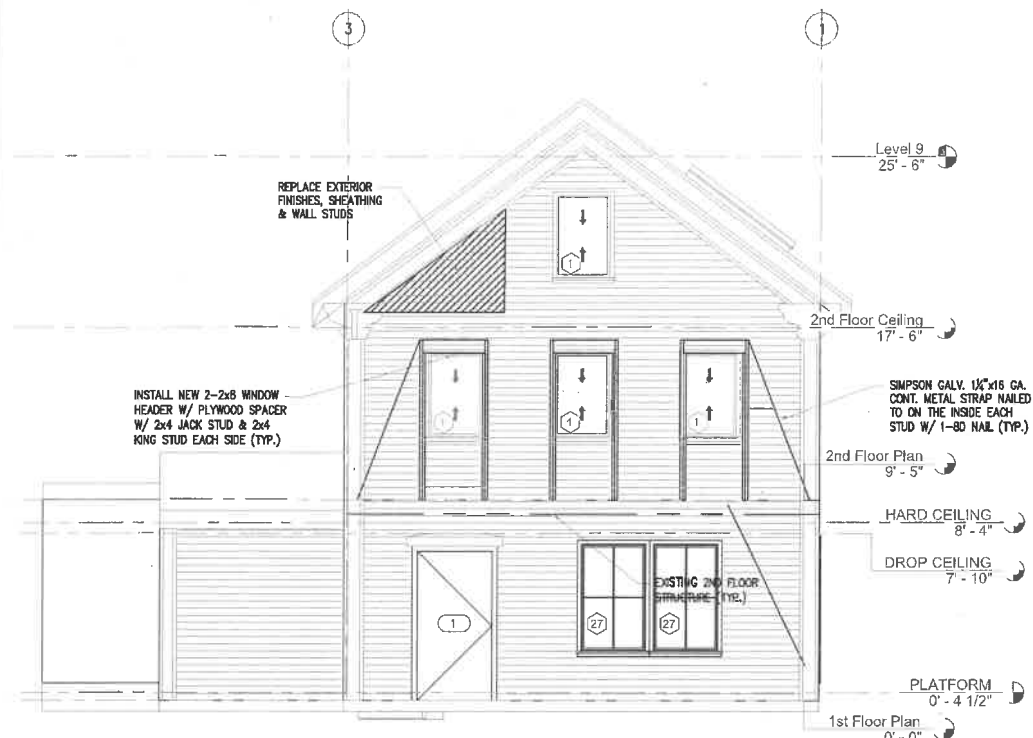 3
1
Level 9
25' - 6"
REPLACE EXTERIOR
FINISHES, SHEATHING
& WALL STUDS
1
2nd Floor Ceiling
17' - 6"
INSTALL NEW 2-2x8 WINDOW
HEADER W/ PLYWOOD SPACER
W/ 2x4 JACK STUD & 2x4
KING STUD EACH SIDE (TYP.)
1
1
1
SIMPSON GALV. 1¼"x16 GA.
CONT. METAL STRAP NAILED
TO ON THE INSIDE EACH
STUD W/ 1-8D NAIL (TYP.)
2nd Floor Plan
9' - 5"
HARD CEILING
8' - 4"
DROP CEILING
7' - 10"
EXISTING 2ND FLOOR
STRUCTURE (TYP.)
1
27
27
PLATFORM
0' - 4 1/2"
1st Floor Plan
0' - 0"